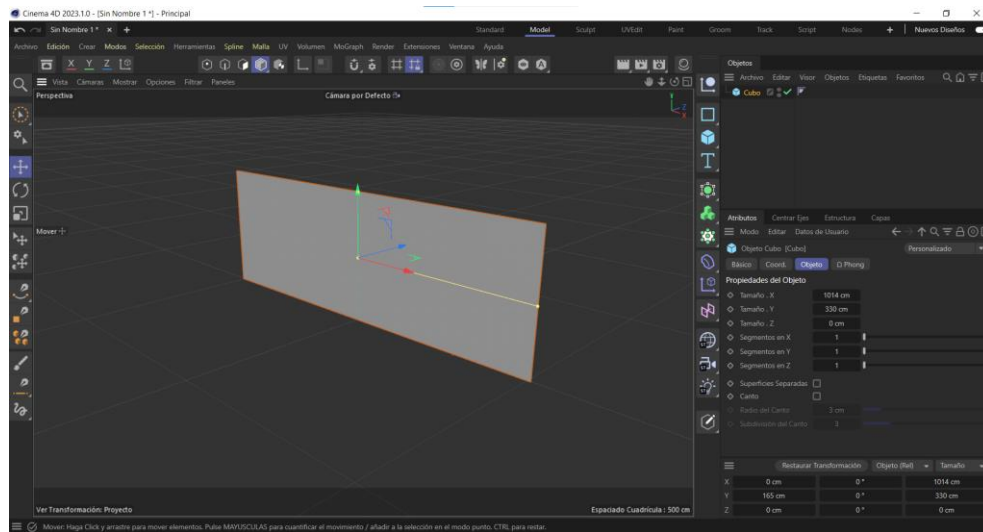 Cinema 4D 2023.1.0 - [Sin Nombre 1 *] - Principal
Sin Nombre 1 * × +
Standard Model Sculpt UVEdit Paint Groom Track Script Nodes + Nuevos Diseños
Archivo Edición Crear Modos Selección Herramientas Spline Malla UV Volumen MoGraph Render Extensiones Ventana Ayuda
X Y Z
Vista Cámaras Mostrar Opciones Filtrar Paneles
Perspectiva
Cámara por Defecto
Y
Z
X
Mover
Ver Transformación: Proyecto
Espaciado Cuadrícula : 500 cm
Objetos
Archivo Editar Visor Objetos Etiquetas Favoritos
Cubo
Atributos Centrar Ejes Estructura Capas
Modo Editar Datos de Usuario
Objeto Cubo [Cubo]
Personalizado
Básico Coord. Objeto Phong
Propiedades del Objeto
Tamaño . X 1014 cm
Tamaño . Y 330 cm
Tamaño . Z 0 cm
Segmentos en X 1
Segmentos en Y 1
Segmentos en Z 1
Superficies Separadas
Canto
Radio del Canto 3 cm
Subdivisión del Canto 3
Restaurar Transformación Objeto (Rel) Tamaño
X 0 cm 0 ° 1014 cm
Y 165 cm 0 ° 330 cm
Z 0 cm 0 ° 0 cm
Mover: Haga Click y arrastre para mover elementos. Pulse MAYUSCULAS para cuantificar el movimiento / añadir a la selección en el modo punto. CTRL para restar.